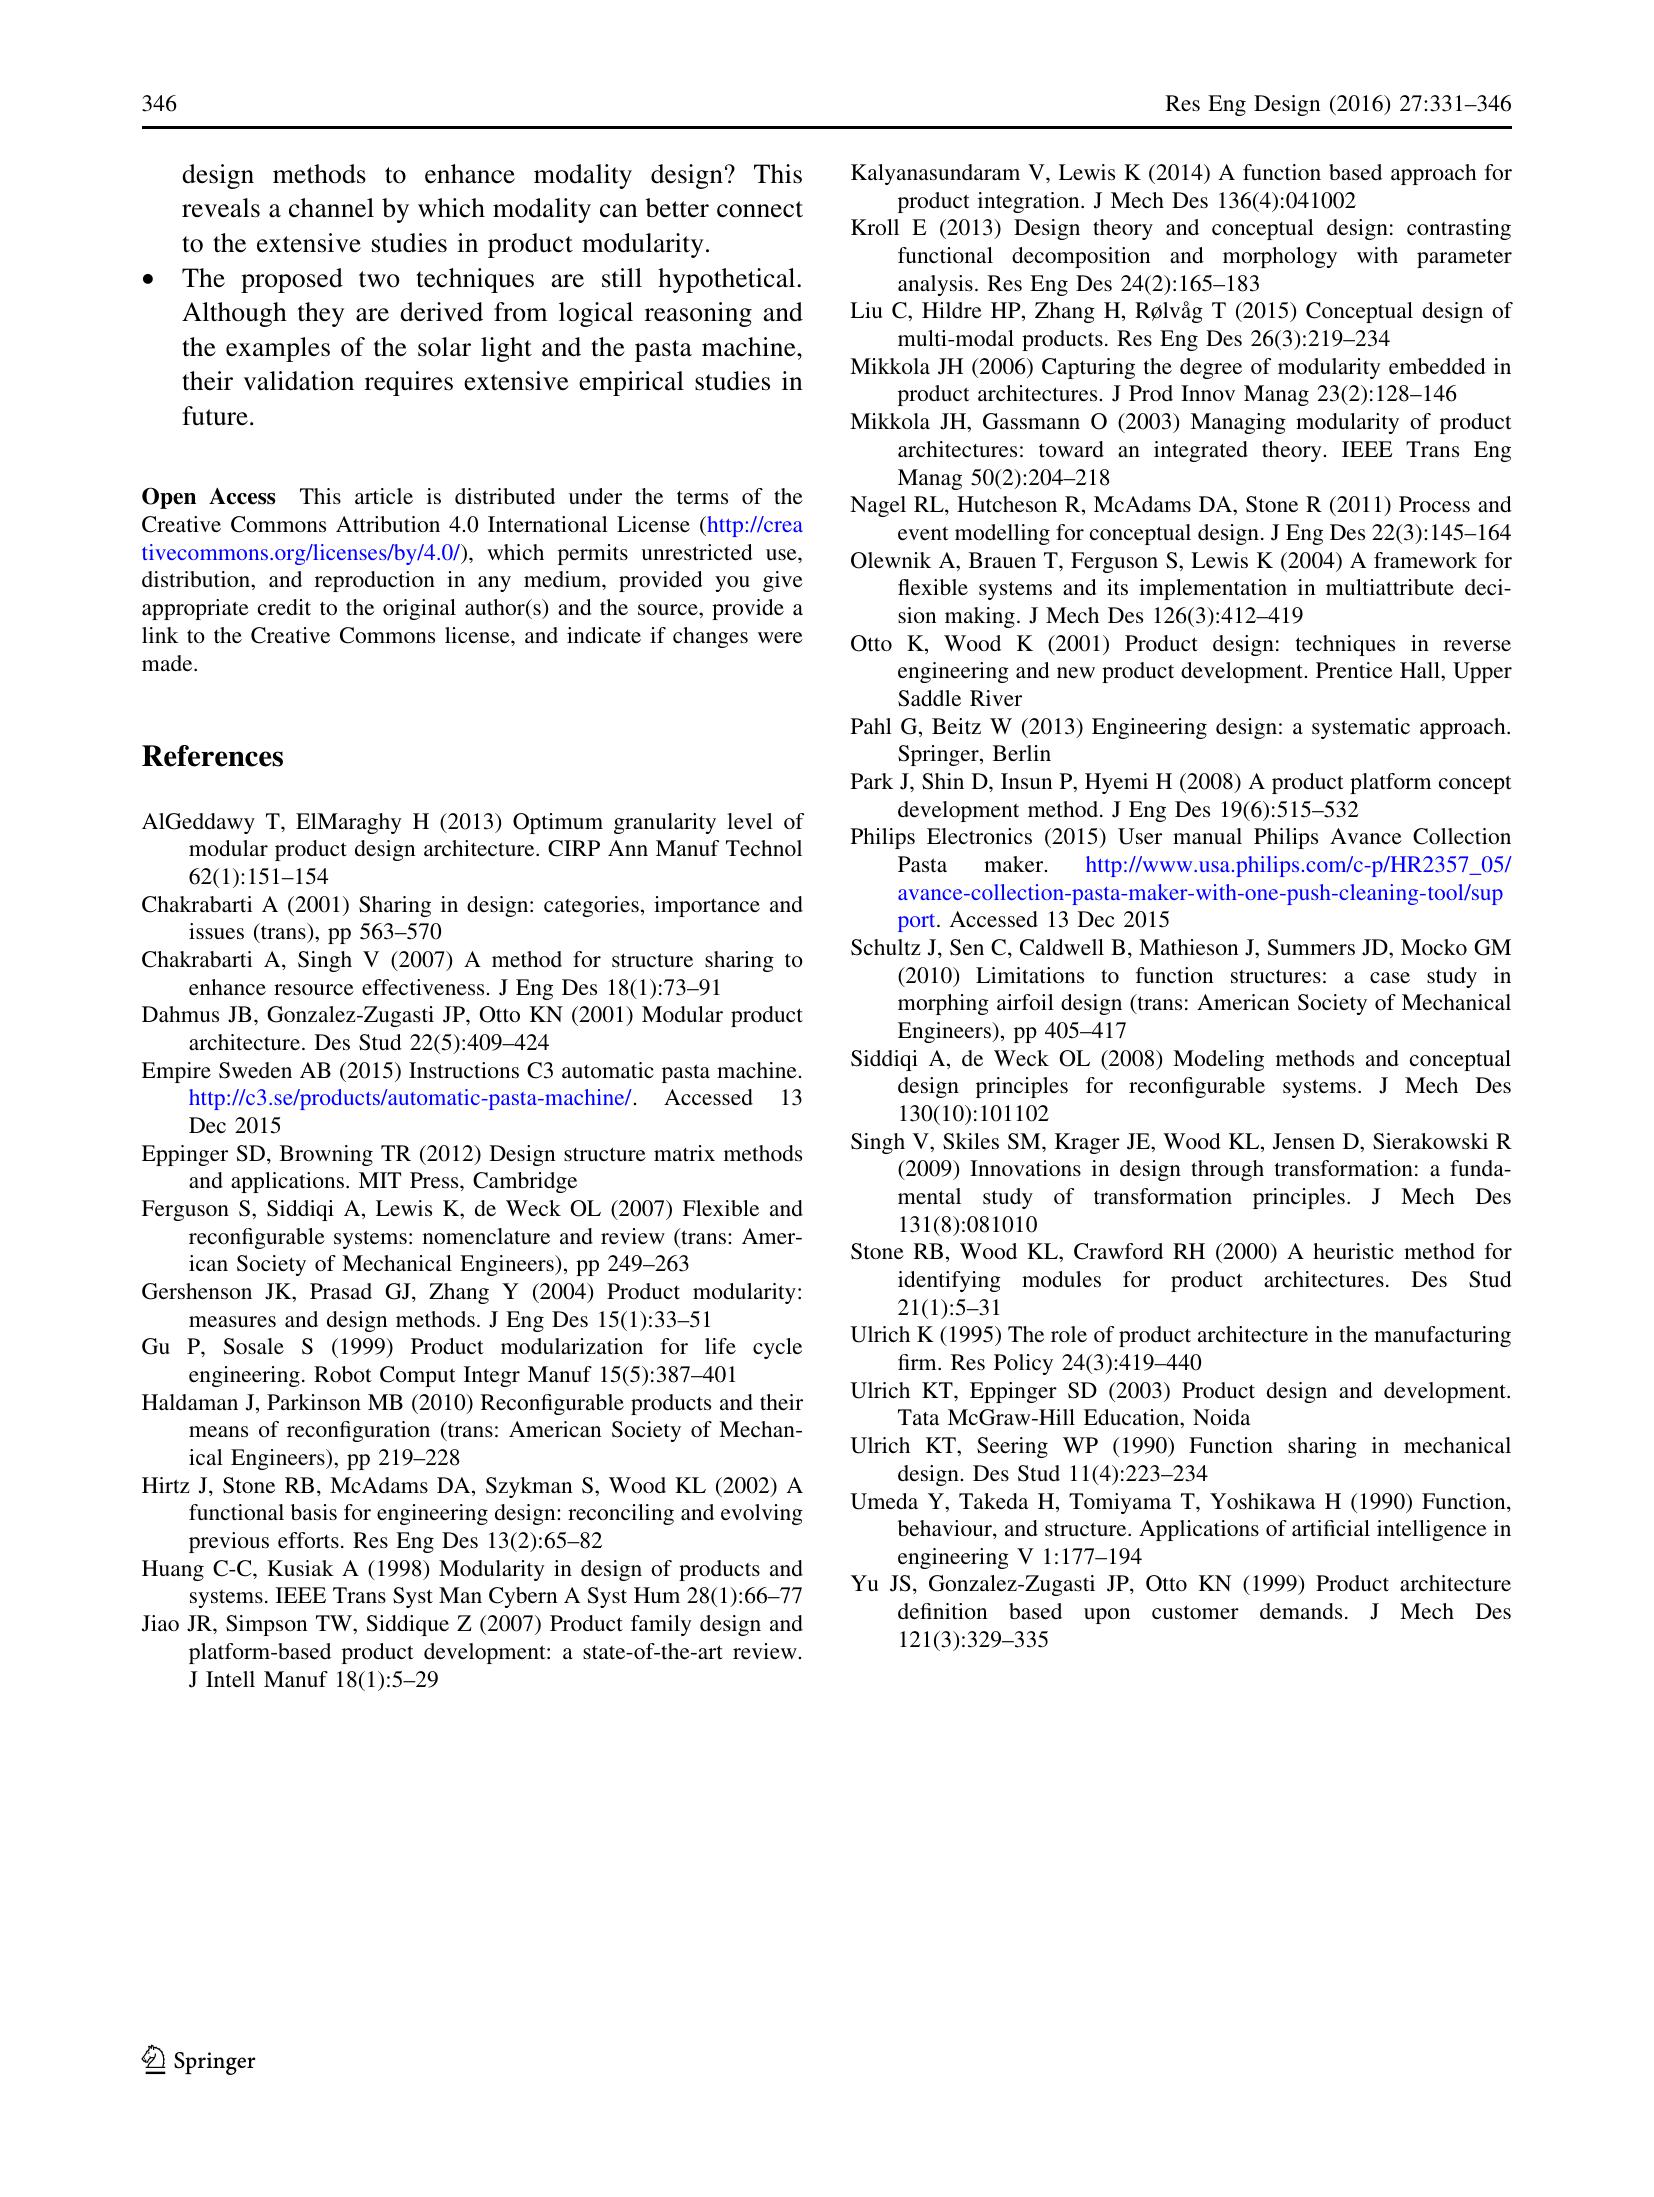 346
Res Eng Design (2016) 27:331–346
design methods to enhance modality design? This
reveals a channel by which modality can better connect
to the extensive studies in product modularity.
• The proposed two techniques are still hypothetical.
Although they are derived from logical reasoning and
the examples of the solar light and the pasta machine,
their validation requires extensive empirical studies in
future.
Open Access This article is distributed under the terms of the
Creative Commons Attribution 4.0 International License (http://crea
tivecommons.org/licenses/by/4.0/), which permits unrestricted use,
distribution, and reproduction in any medium, provided you give
appropriate credit to the original author(s) and the source, provide a
link to the Creative Commons license, and indicate if changes were
made.
References
AlGeddawy T, ElMaraghy H (2013) Optimum granularity level of
modular product design architecture. CIRP Ann Manuf Technol
62(1):151–154
Chakrabarti A (2001) Sharing in design: categories, importance and
issues (trans), pp 563–570
Chakrabarti A, Singh V (2007) A method for structure sharing to
enhance resource effectiveness. J Eng Des 18(1):73–91
Dahmus JB, Gonzalez-Zugasti JP, Otto KN (2001) Modular product
architecture. Des Stud 22(5):409–424
Empire Sweden AB (2015) Instructions C3 automatic pasta machine.
http://c3.se/products/automatic-pasta-machine/. Accessed 13
Dec 2015
Eppinger SD, Browning TR (2012) Design structure matrix methods
and applications. MIT Press, Cambridge
Ferguson S, Siddiqi A, Lewis K, de Weck OL (2007) Flexible and
reconfigurable systems: nomenclature and review (trans: Amer-
ican Society of Mechanical Engineers), pp 249–263
Gershenson JK, Prasad GJ, Zhang Y (2004) Product modularity:
measures and design methods. J Eng Des 15(1):33–51
Gu P, Sosale S (1999) Product modularization for life cycle
engineering. Robot Comput Integr Manuf 15(5):387–401
Haldaman J, Parkinson MB (2010) Reconfigurable products and their
means of reconfiguration (trans: American Society of Mechan-
ical Engineers), pp 219–228
Hirtz J, Stone RB, McAdams DA, Szykman S, Wood KL (2002) A
functional basis for engineering design: reconciling and evolving
previous efforts. Res Eng Des 13(2):65–82
Huang C-C, Kusiak A (1998) Modularity in design of products and
systems. IEEE Trans Syst Man Cybern A Syst Hum 28(1):66–77
Jiao JR, Simpson TW, Siddique Z (2007) Product family design and
platform-based product development: a state-of-the-art review.
J Intell Manuf 18(1):5–29
Kalyanasundaram V, Lewis K (2014) A function based approach for
product integration. J Mech Des 136(4):041002
Kroll E (2013) Design theory and conceptual design: contrasting
functional decomposition and morphology with parameter
analysis. Res Eng Des 24(2):165–183
Liu C, Hildre HP, Zhang H, Rølvåg T (2015) Conceptual design of
multi-modal products. Res Eng Des 26(3):219–234
Mikkola JH (2006) Capturing the degree of modularity embedded in
product architectures. J Prod Innov Manag 23(2):128–146
Mikkola JH, Gassmann O (2003) Managing modularity of product
architectures: toward an integrated theory. IEEE Trans Eng
Manag 50(2):204–218
Nagel RL, Hutcheson R, McAdams DA, Stone R (2011) Process and
event modelling for conceptual design. J Eng Des 22(3):145–164
Olewnik A, Brauen T, Ferguson S, Lewis K (2004) A framework for
flexible systems and its implementation in multiattribute deci-
sion making. J Mech Des 126(3):412–419
Otto K, Wood K (2001) Product design: techniques in reverse
engineering and new product development. Prentice Hall, Upper
Saddle River
Pahl G, Beitz W (2013) Engineering design: a systematic approach.
Springer, Berlin
Park J, Shin D, Insun P, Hyemi H (2008) A product platform concept
development method. J Eng Des 19(6):515–532
Philips Electronics (2015) User manual Philips Avance Collection
Pasta maker. http://www.usa.philips.com/c-p/HR2357_05/
avance-collection-pasta-maker-with-one-push-cleaning-tool/sup
port. Accessed 13 Dec 2015
Schultz J, Sen C, Caldwell B, Mathieson J, Summers JD, Mocko GM
(2010) Limitations to function structures: a case study in
morphing airfoil design (trans: American Society of Mechanical
Engineers), pp 405–417
Siddiqi A, de Weck OL (2008) Modeling methods and conceptual
design principles for reconfigurable systems. J Mech Des
130(10):101102
Singh V, Skiles SM, Krager JE, Wood KL, Jensen D, Sierakowski R
(2009) Innovations in design through transformation: a funda-
mental study of transformation principles. J Mech Des
131(8):081010
Stone RB, Wood KL, Crawford RH (2000) A heuristic method for
identifying modules for product architectures. Des Stud
21(1):5–31
Ulrich K (1995) The role of product architecture in the manufacturing
firm. Res Policy 24(3):419–440
Ulrich KT, Eppinger SD (2003) Product design and development.
Tata McGraw-Hill Education, Noida
Ulrich KT, Seering WP (1990) Function sharing in mechanical
design. Des Stud 11(4):223–234
Umeda Y, Takeda H, Tomiyama T, Yoshikawa H (1990) Function,
behaviour, and structure. Applications of artificial intelligence in
engineering V 1:177–194
Yu JS, Gonzalez-Zugasti JP, Otto KN (1999) Product architecture
definition based upon customer demands. J Mech Des
121(3):329–335
Springer